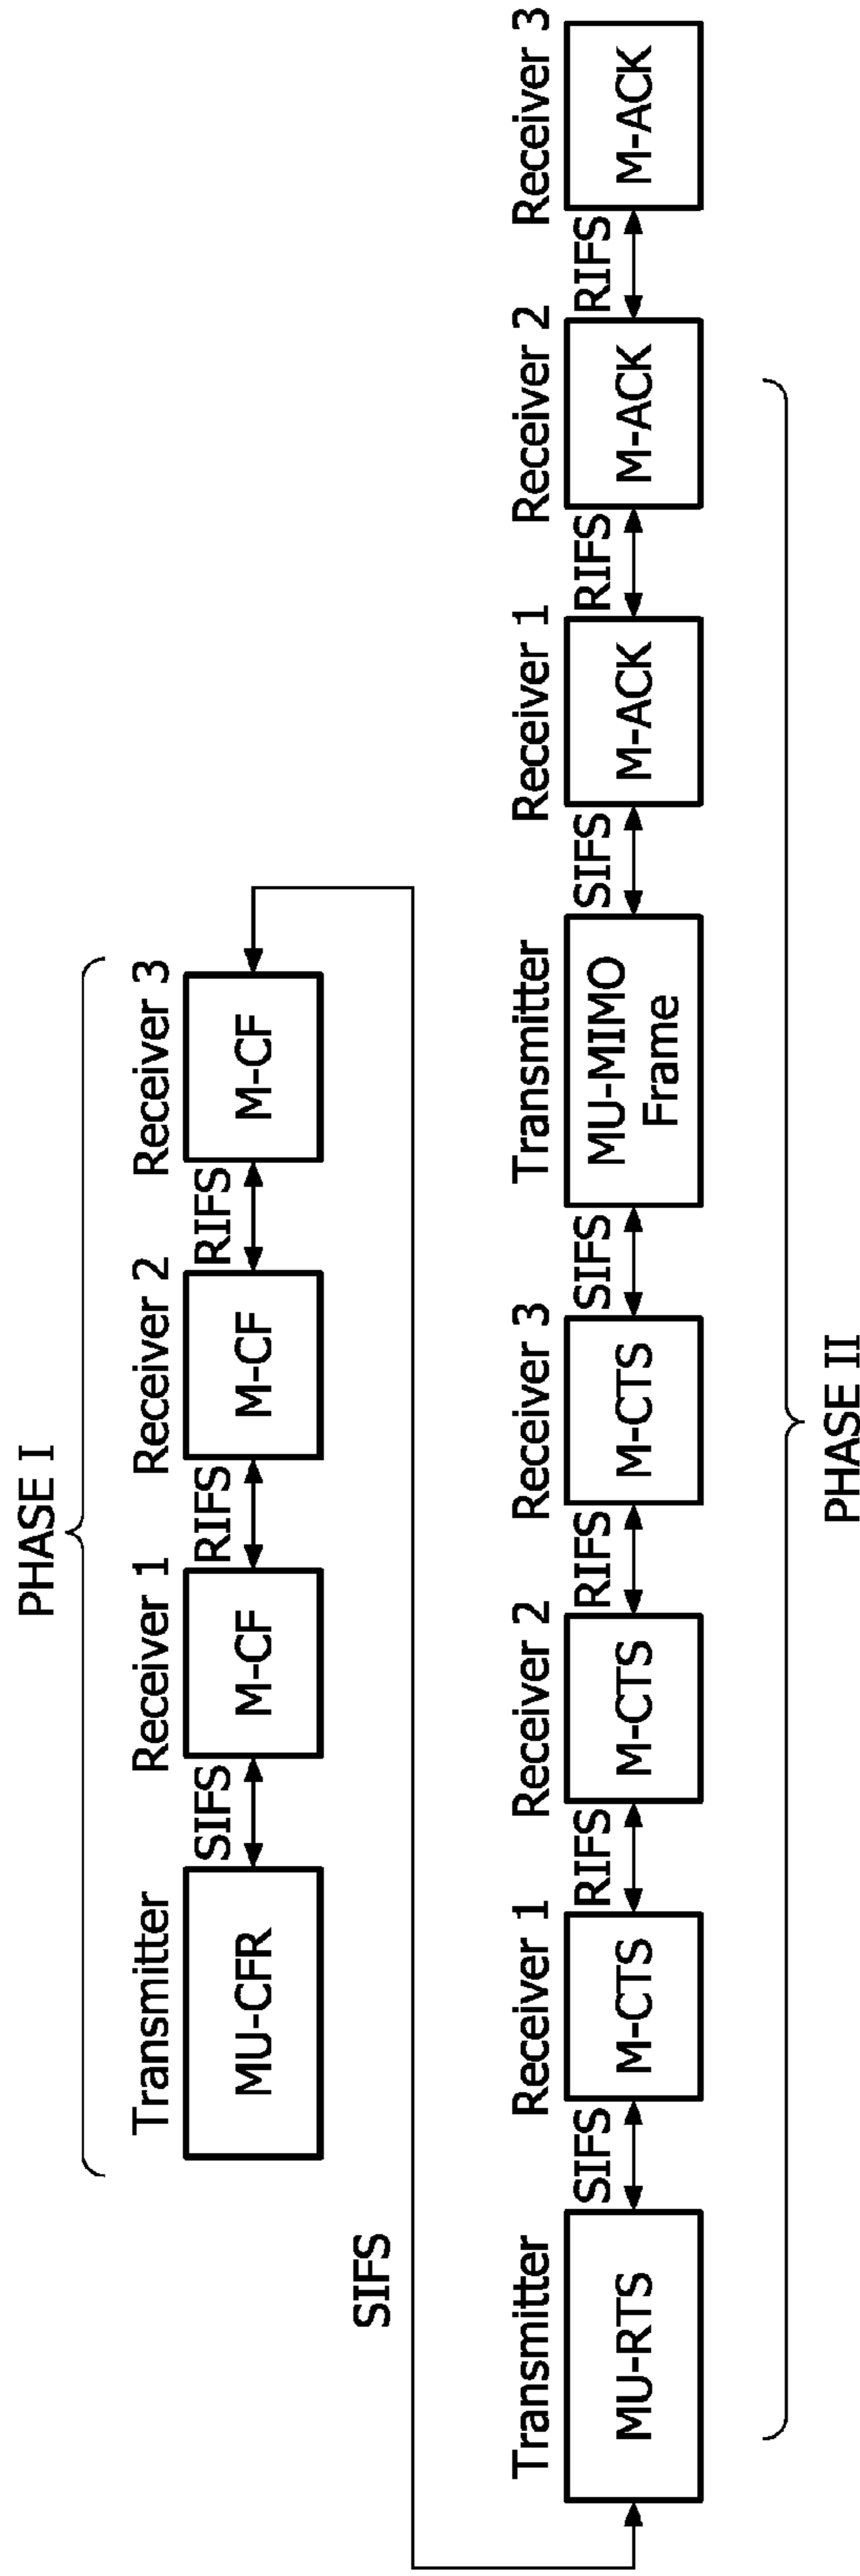 PHASE I
Transmitter
MU-CFR
SIFS
Receiver 1
M-CF
RIFS
Receiver 2
M-CF
RIFS
Receiver 3
M-CF
SIFS
Transmitter
MU-RTS
SIFS
Receiver 1
M-CTS
RIFS
Receiver 2
M-CTS
RIFS
Receiver 3
M-CTS
SIFS
Transmitter
MU-MIMO
Frame
SIFS
Receiver 1
M-ACK
RIFS
Receiver 2
M-ACK
RIFS
Receiver 3
M-ACK
PHASE II